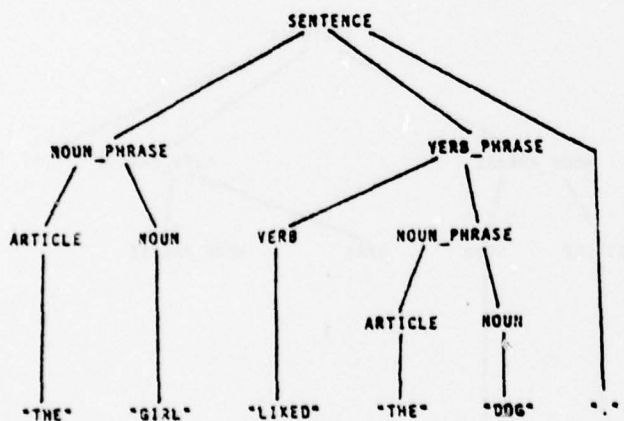 SENTENCE
NOUN_PHRASE VERB_PHRASE
ARTICLE NOUN VERB NOUN_PHRASE
ARTICLE NOUN
"THE" "GIRL" "LIKED" "THE" "DOG" "."